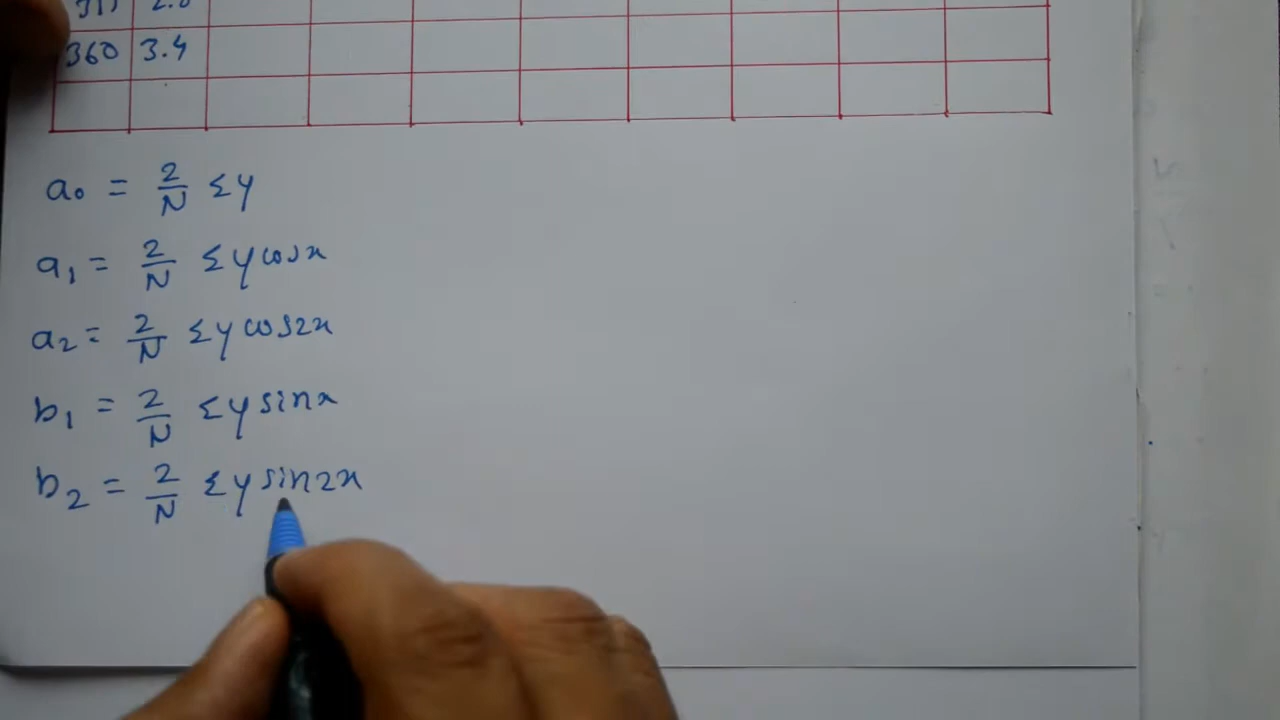 360 3.4
a₀ = 2/N Σy
a₁ = 2/N Σy cosx
a₂ = 2/N Σy cos2x
b₁ = 2/N Σy sinx
b₂ = 2/N Σy sin2x